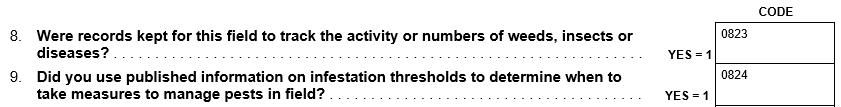 CODE
8. Were records kept for this field to track the activity or numbers of weeds, insects or
diseases? . . . . . . . . . . . . . . . . . . . . . . . . . . . . . . . . . . . . . . . . . . . . . . . . . . . . . . . . . . . . . . . . . . YES = 1 0823
9. Did you use published information on infestation thresholds to determine when to
take measures to manage pests in field? . . . . . . . . . . . . . . . . . . . . . . . . . . . . . . . . . . . . . . . YES = 1 0824